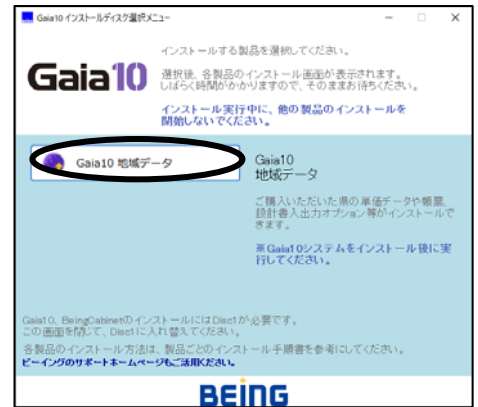 Gaia10 インストールディスク選択メニュー
インストールする製品を選択してください。
Gaia10
選択後、各製品のインストール画面が表示されます。
しばらく時間がかかりますので、そのままお待ちください。
インストール実行中に、他の製品のインストールを
開始しないでください。
Gaia10 地域データ
Gaia10
地域データ
ご購入いただいた県の単価データや帳票、
設計書入出力オプション等がインストールで
きます。
※Gaia10システムをインストール後に実
行してください。
Gaia10、BeingCabinetのインストールにはDisc1が必要です。
この画面を閉じて、Disc1に入れ替えてください。
各製品のインストール方法は、製品ごとのインストール手順書を参考にしてください。
ビーイングのサポートホームページもご活用ください。
BEING